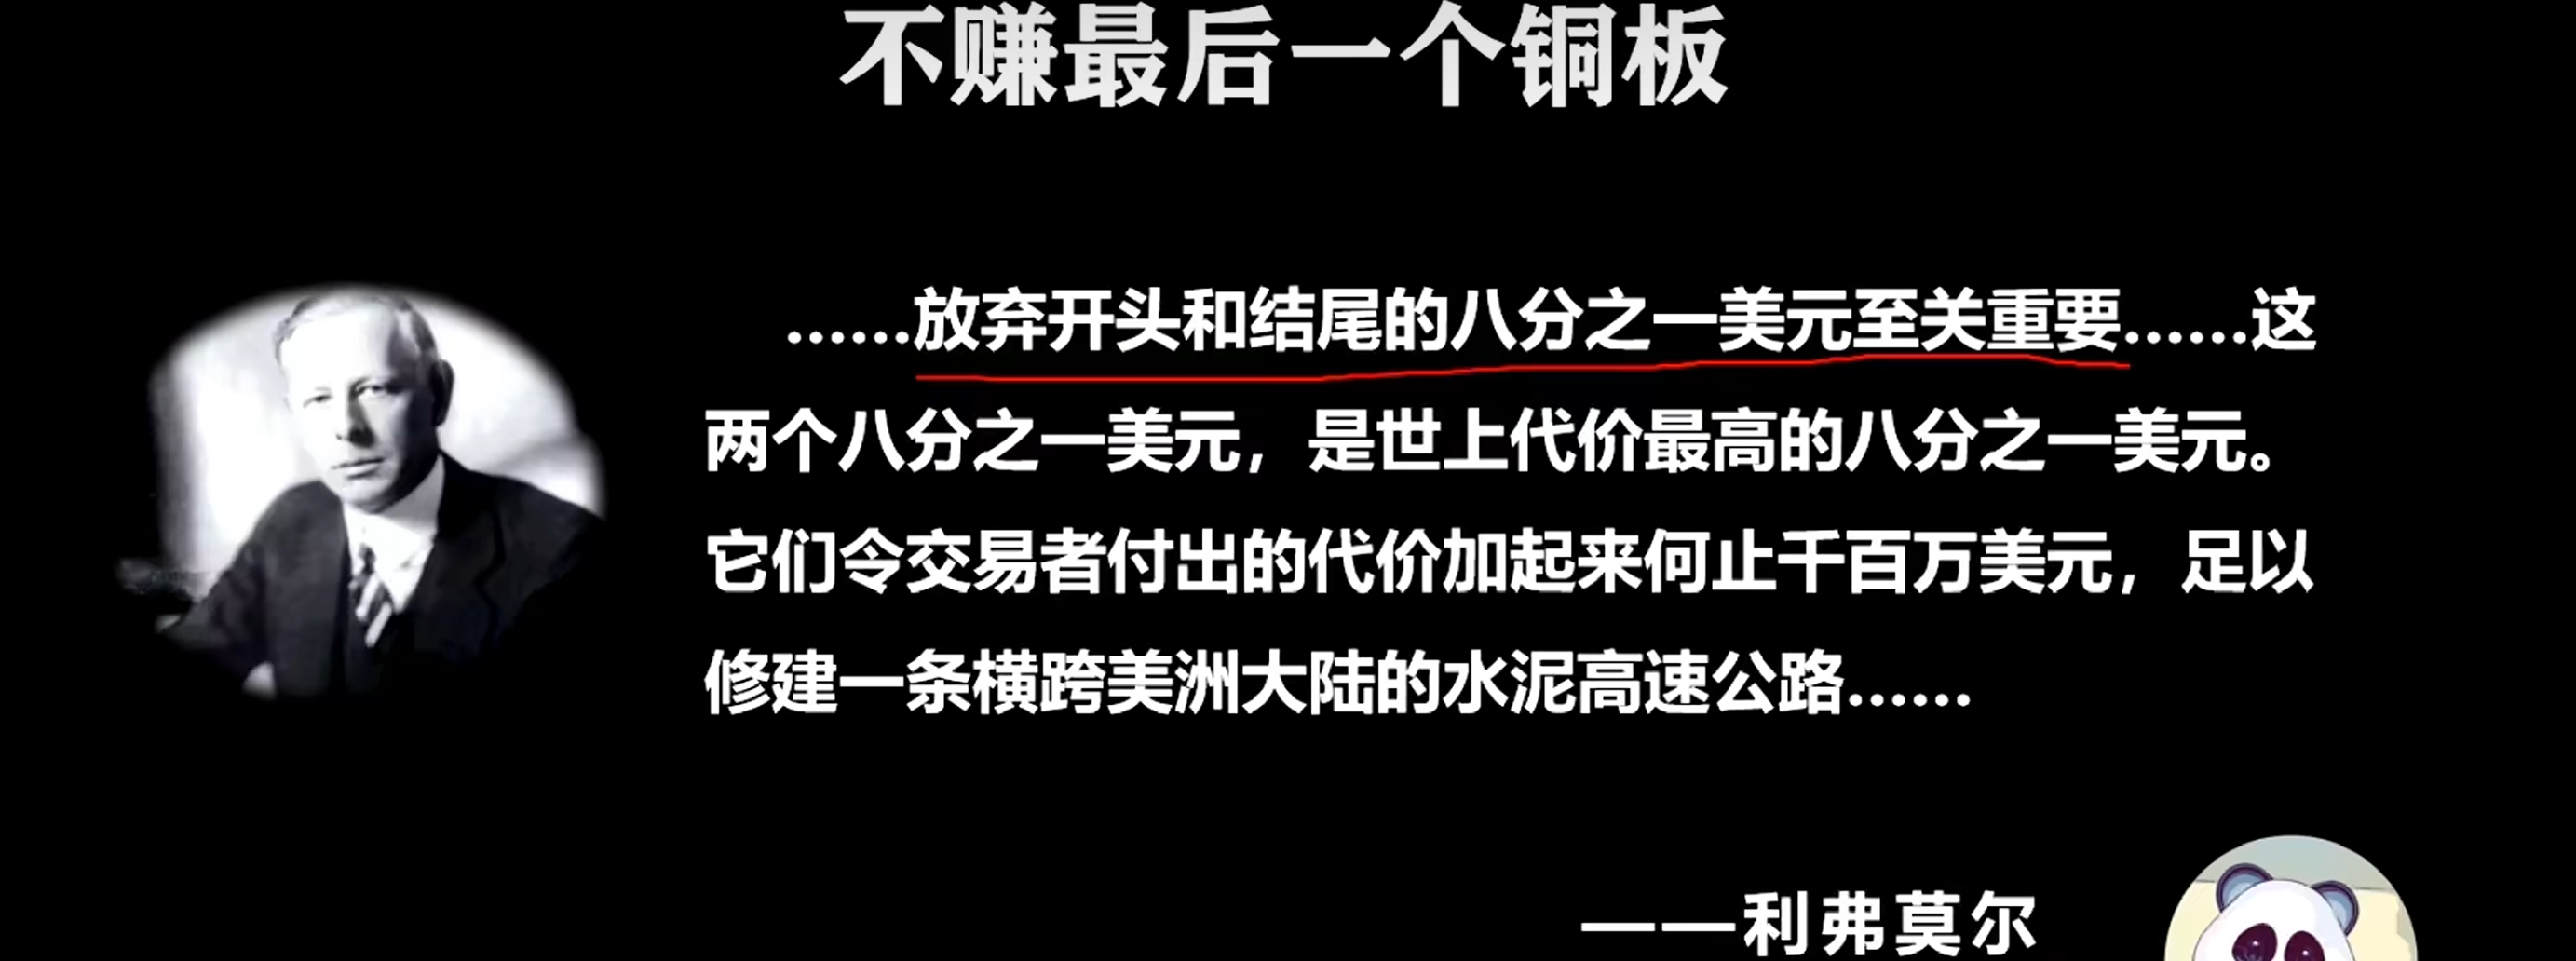 不赚最后一个铜板
……放弃开头和结尾的八分之一美元至关重要……这
两个八分之一美元，是世上代价最高的八分之一美元。
它们令交易者付出的代价加起来何止千百万美元，足以
修建一条横跨美洲大陆的水泥高速公路……
——利弗莫尔